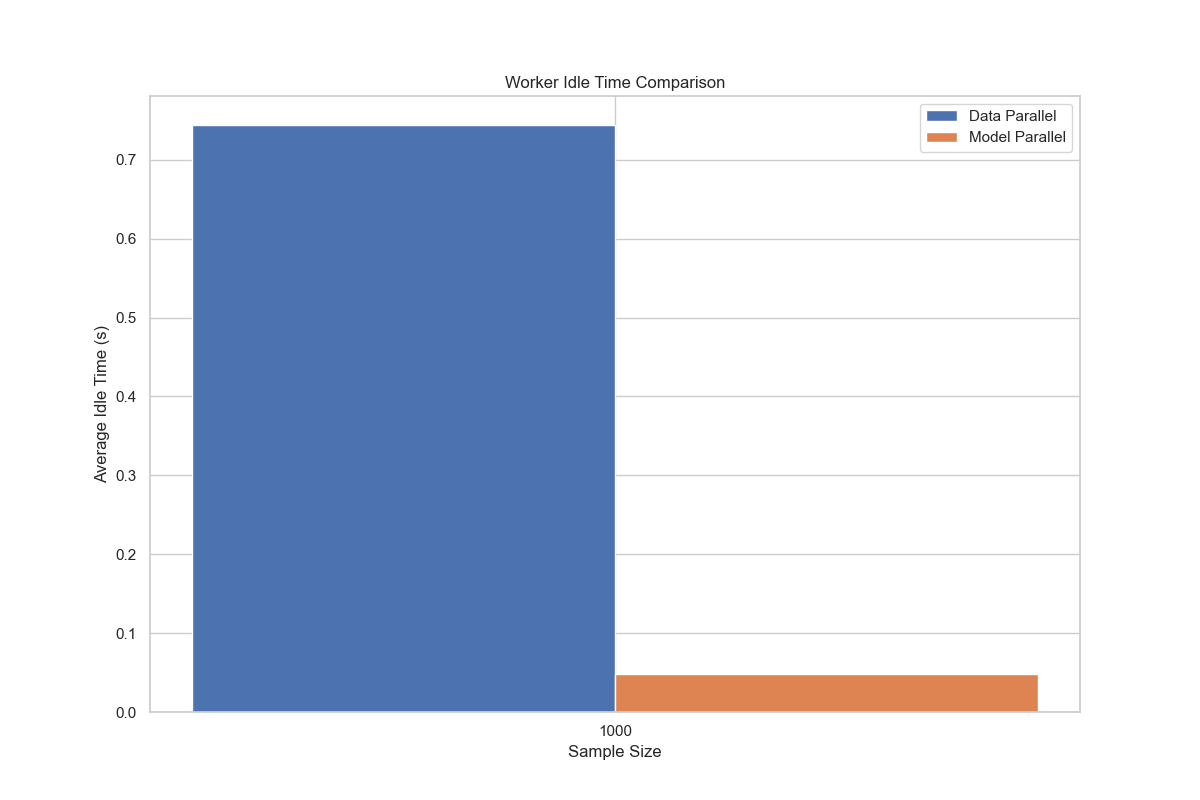 Worker Idle Time Comparison
Data Parallel
Model Parallel
0.7
0.6
0.5
0.4
0.3
0.2
0.1
0.0
Average Idle Time (s)
1000
Sample Size